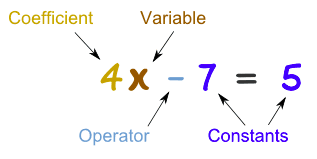 Coefficient Variable
4x - 7 = 5
Operator Constants